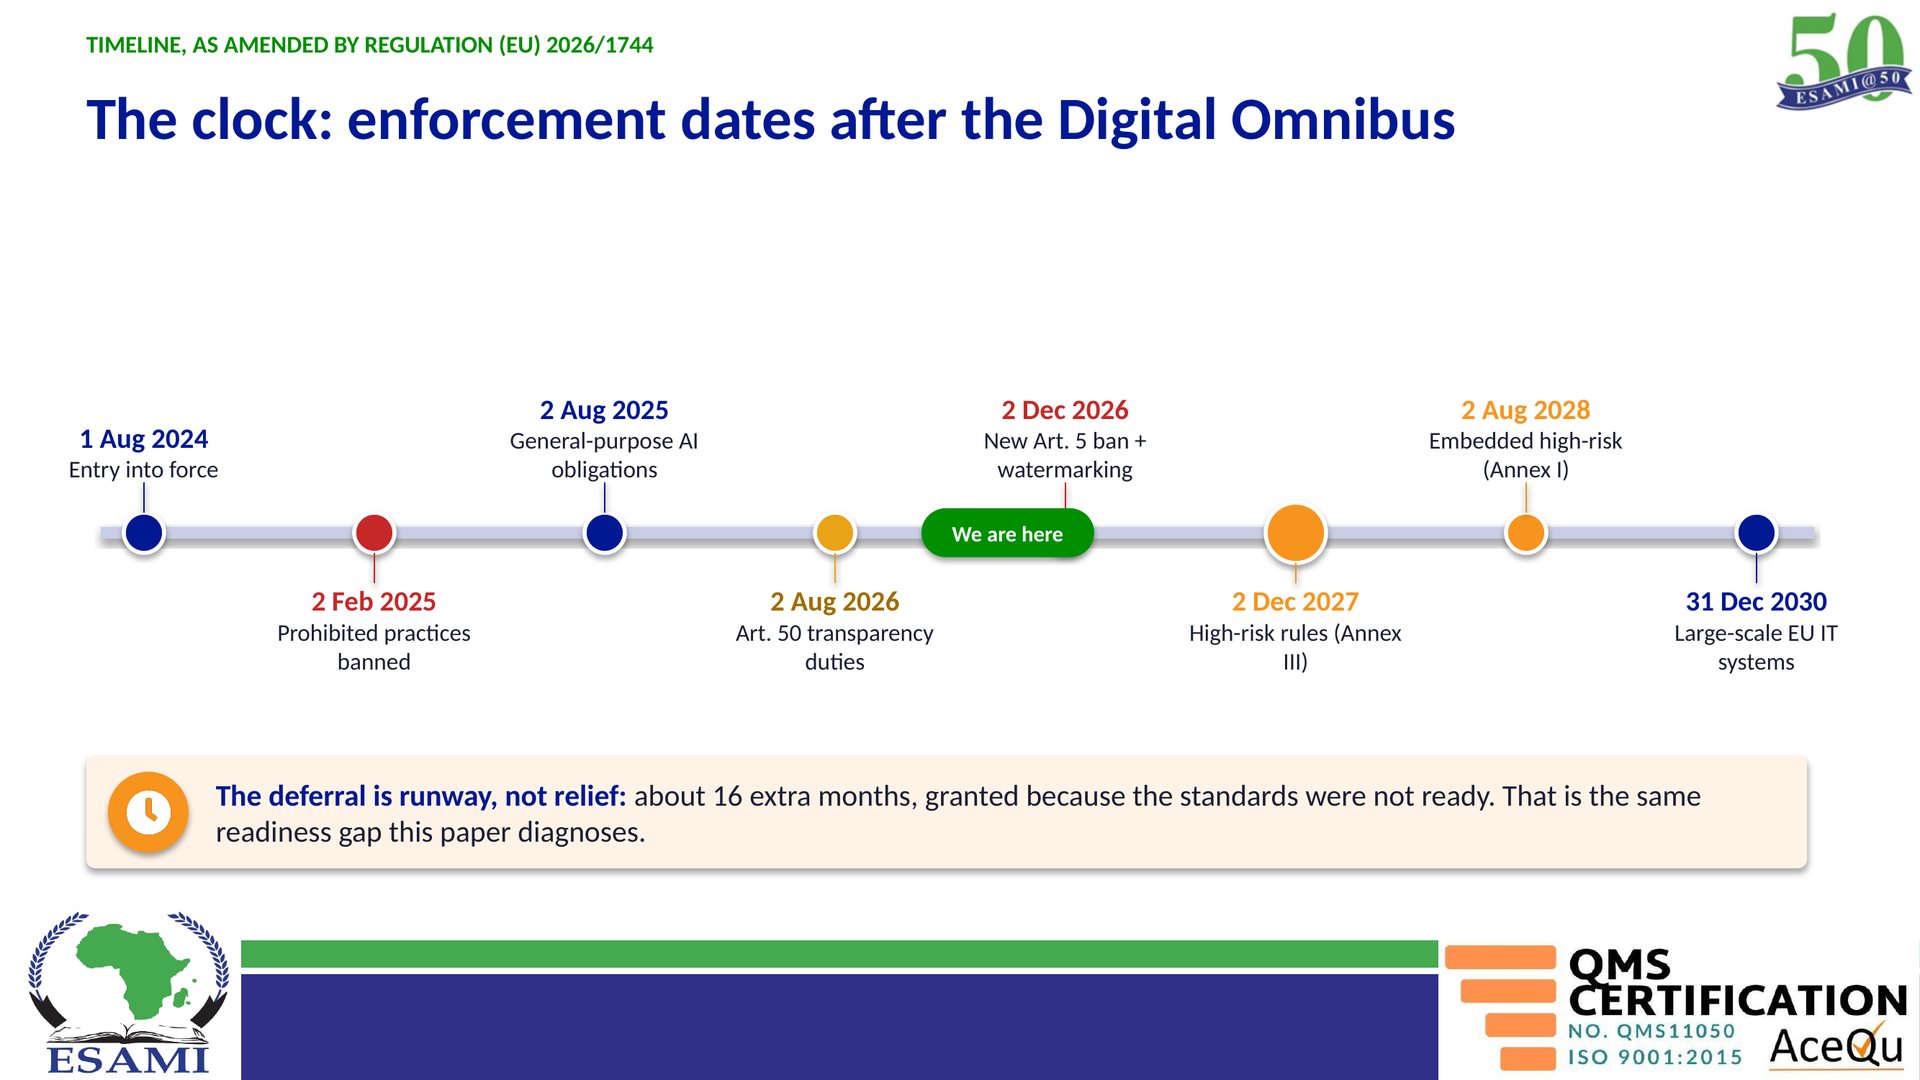 TIMELINE, AS AMENDED BY REGULATION (EU) 2026/1744
50
ESAMI@50
The clock: enforcement dates after the Digital Omnibus
1 Aug 2024
Entry into force
2 Feb 2025
Prohibited practices
banned
2 Aug 2025
General-purpose AI
obligations
2 Aug 2026
Art. 50 transparency
duties
We are here
2 Dec 2026
New Art. 5 ban +
watermarking
2 Dec 2027
High-risk rules (Annex
III)
2 Aug 2028
Embedded high-risk
(Annex I)
31 Dec 2030
Large-scale EU IT
systems
The deferral is runway, not relief: about 16 extra months, granted because the standards were not ready. That is the same
readiness gap this paper diagnoses.
ESAMI
QMS
CERTIFICATION
NO. QMS11050
ISO 9001:2015
AceQu